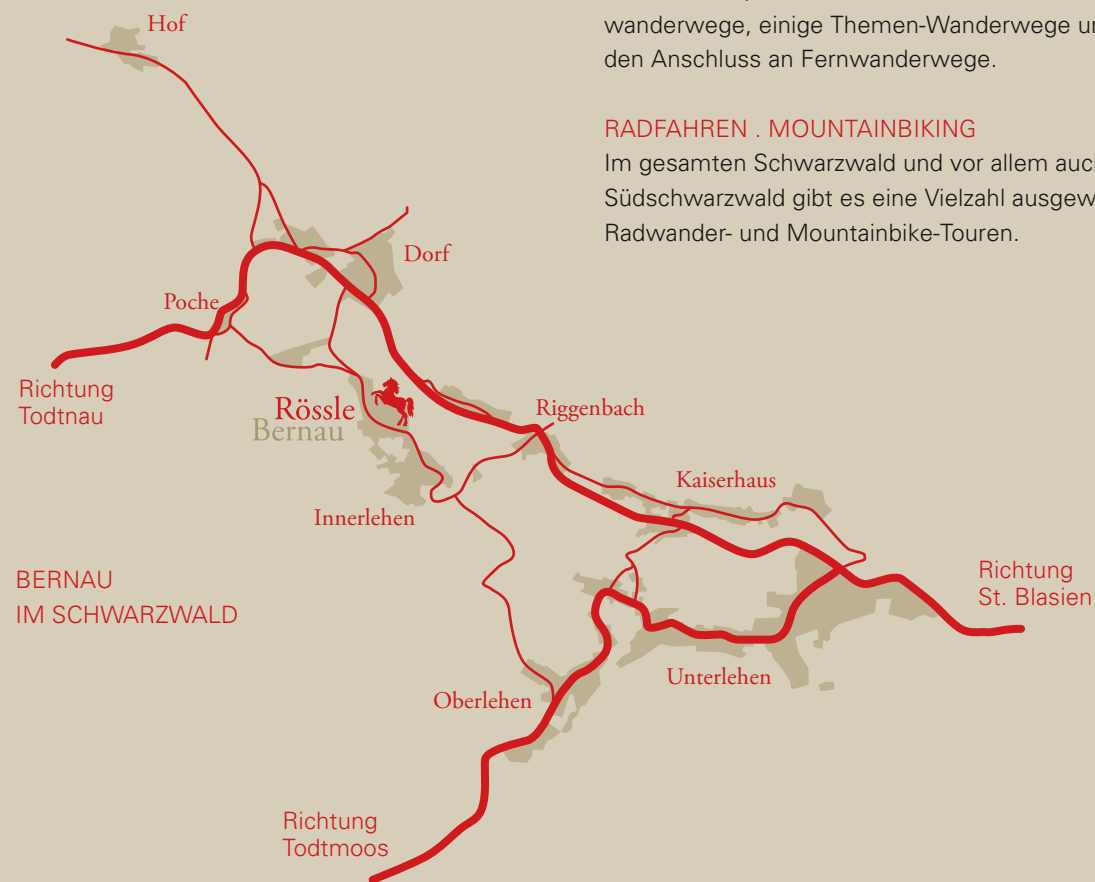 wanderwege, einige Themen-Wanderwege
den Anschluss an Fernwanderwege.
RADFAHREN . MOUNTAINBIKING
Im gesamten Schwarzwald und vor allem
Südschwarzwald gibt es eine Vielzahl
Radwander- und Mountainbike-Touren.
Hof
Dorf
Poche
Richtung
Todtnau
Rössle
Bernau
Riggenbach
Kaiserhaus
Innerlehen
BERNAU
IM SCHWARZWALD
Richtung
St. Blasien
Unterlehen
Oberlehen
Richtung
Todtmoos